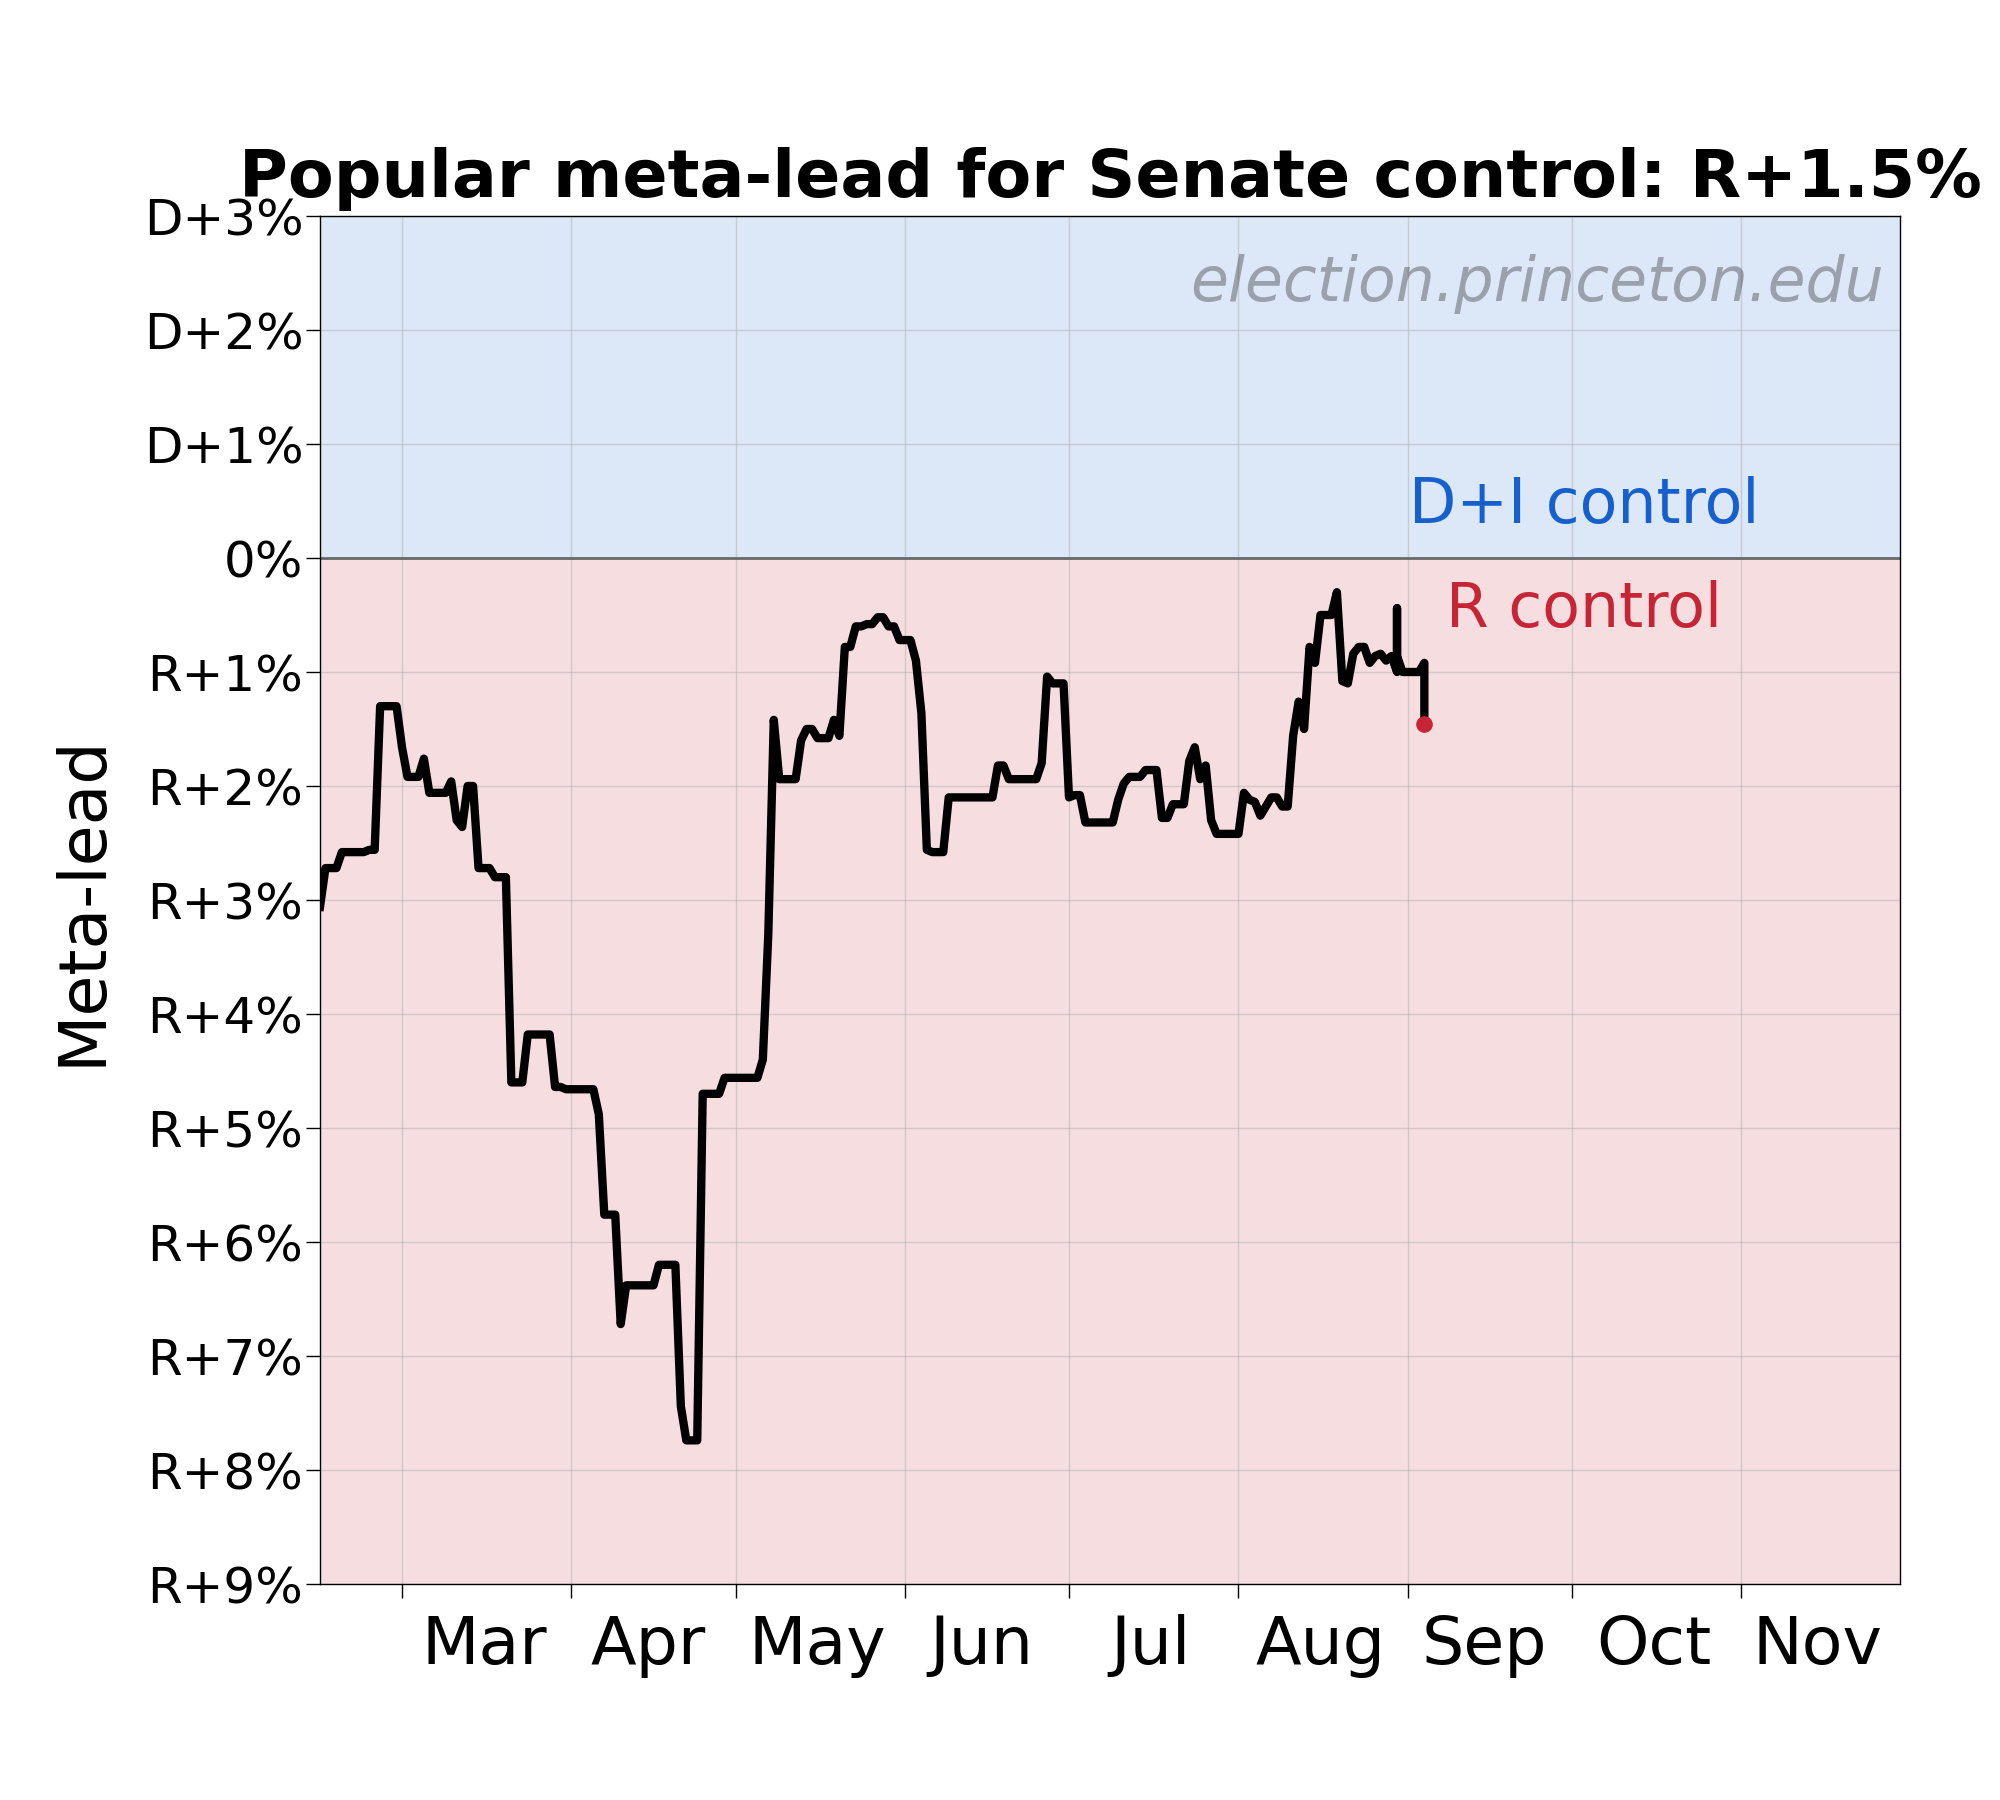 Popular meta-lead for Senate control: R+1.5%
D+3%
election.princeton.edu
D+2%
D+1%
D+I control
0%
R control
R+1%
R+2%
R+3%
R+4%
R+5%
R+6%
R+7%
R+8%
R+9%
Meta-lead
Mar Apr May Jun Jul Aug Sep Oct Nov